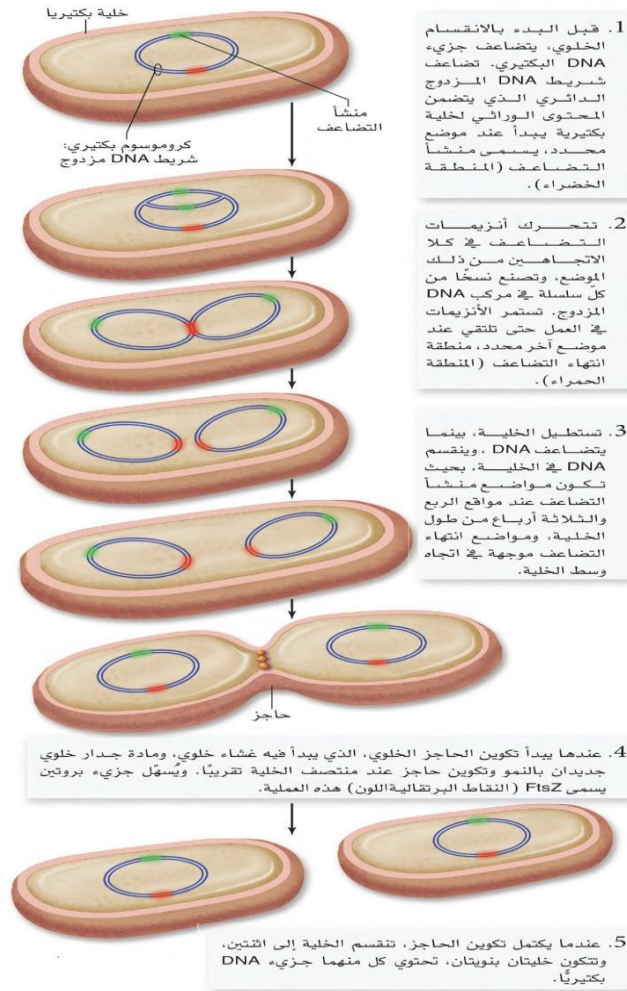 خلية بكتيريا
منشأ
التضاعف
كروموسوم بكتيري:
شريط DNA مزدوج
1. قبل البدء بالانقسام
الخلوي، يتضاعف جزيء
DNA البكتيري. تضاعف
شريط DNA المزدوج
الدائري الذي يتضمن
المحتوى الوراثي لخلية
بكتيرية يبدأ عند موضع
محدد، يسمى منشأ
التضاعف (المنطقة
الخضراء).
2. تتحرك أنزيمات
التضاعف في كلا
الاتجاهين من ذلك
الموضع، وتصنع نسخًا من
كلّ سلسلة في مركب DNA
المزدوج. تستمر الأنزيمات
في العمل حتى تلتقي عند
موضع آخر محدد، منطقة
انتهاء التضاعف (المنطقة
الحمراء).
3. تستطيل الخلية، بينما
يتضاعف DNA، وينقسم
DNA في الخلية، بحيث
تكون مواضع منشأ
التضاعف عند مواقع الربع
والثلاثة أرباع من طول
الخلية، ومواضع انتهاء
التضاعف موجهة في اتجاه
وسط الخلية.
حاجز
4. عندها يبدأ تكوين الحاجز الخلوي، الذي يبدأ فيه غشاء خلوي، ومادة جدار خلوي
جديدان بالنمو وتكوين حاجز عند منتصف الخلية تقريبًا. ويُسهّل جزيء بروتين
يسمى FtsZ (النقاط البرتقاليةاللون) هذه العملية.
5. عندما يكتمل تكوين الحاجز، تنقسم الخلية إلى اثنتين،
وتتكون خليتان بنويتان، تحتوي كل منهما جزيء DNA
بكتيريًّا.